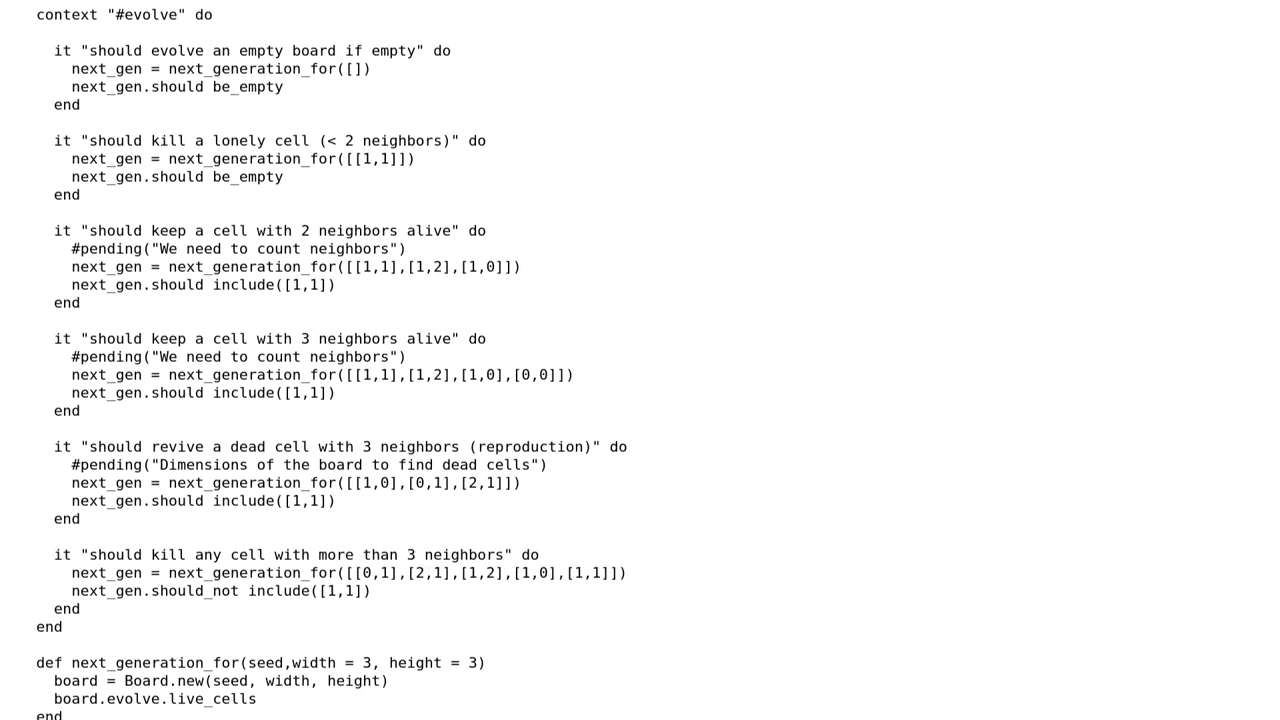 context "#evolve" do
it "should evolve an empty board if empty" do
next_gen = next_generation_for([])
next_gen.should be_empty
end
it "should kill a lonely cell (< 2 neighbors)" do
next_gen = next_generation_for([[1,1]])
next_gen.should be_empty
end
it "should keep a cell with 2 neighbors alive" do
#pending("We need to count neighbors")
next_gen = next_generation_for([[1,1],[1,2],[1,0]])
next_gen.should include([1,1])
end
it "should keep a cell with 3 neighbors alive" do
#pending("We need to count neighbors")
next_gen = next_generation_for([[1,1],[1,2],[1,0],[0,0]])
next_gen.should include([1,1])
end
it "should revive a dead cell with 3 neighbors (reproduction)" do
#pending("Dimensions of the board to find dead cells")
next_gen = next_generation_for([[1,0],[0,1],[2,1]])
next_gen.should include([1,1])
end
it "should kill any cell with more than 3 neighbors" do
next_gen = next_generation_for([[0,1],[2,1],[1,2],[1,0],[1,1]])
next_gen.should_not include([1,1])
end
end
def next_generation_for(seed,width = 3, height = 3)
board = Board.new(seed, width, height)
board.evolve.live_cells
end